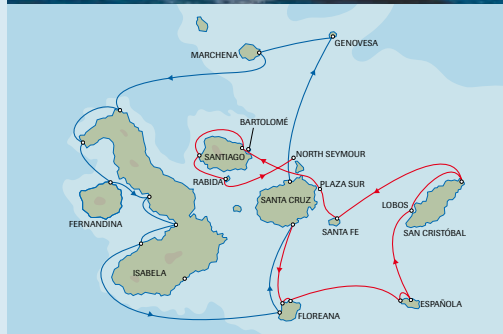 GENOVESA
MARCHENA
BARTOLOMÉ
SANTIAGO
NORTH SEYMOUR
RABIDA
PLAZA SUR
SANTA CRUZ
LOBOS
FERNANDINA
SANTA FE
SAN CRISTÓBAL
ISABELA
ESPAÑOLA
FLOREANA